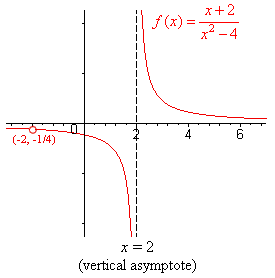 f(x) = x+2 / x² − 4
0 2 4 6
(-2, -1/4)
x = 2
(vertical asymptote)